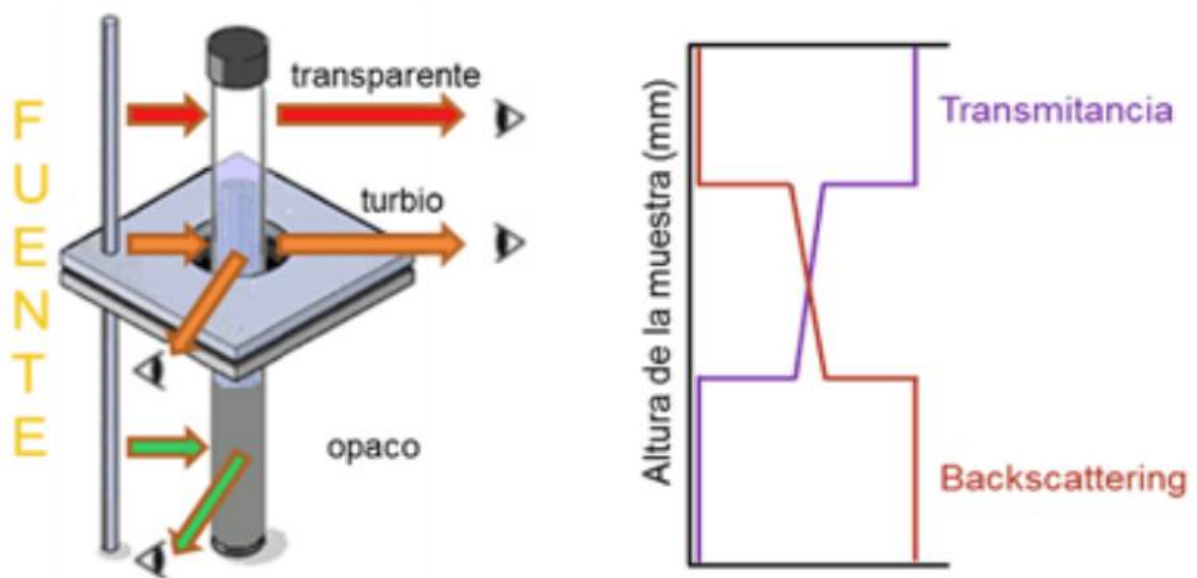 FUENTE
transparente
turbio
opaco
Altura de la muestra (mm)
Transmitancia
Backscattering